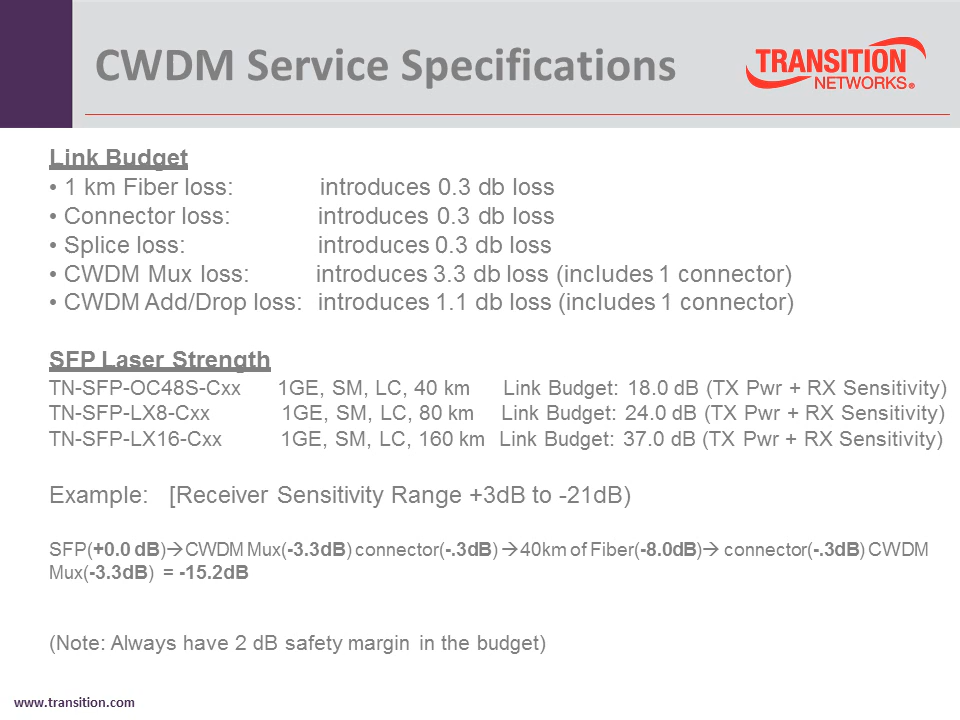 CWDM Service Specifications
TRANSITION
NETWORKS®
Link Budget
• 1 km Fiber loss: introduces 0.3 db loss
• Connector loss: introduces 0.3 db loss
• Splice loss: introduces 0.3 db loss
• CWDM Mux loss: introduces 3.3 db loss (includes 1 connector)
• CWDM Add/Drop loss: introduces 1.1 db loss (includes 1 connector)
SFP Laser Strength
TN-SFP-OC48S-Cxx 1GE, SM, LC, 40 km Link Budget: 18.0 dB (TX Pwr + RX Sensitivity)
TN-SFP-LX8-Cxx 1GE, SM, LC, 80 km Link Budget: 24.0 dB (TX Pwr + RX Sensitivity)
TN-SFP-LX16-Cxx 1GE, SM, LC, 160 km Link Budget: 37.0 dB (TX Pwr + RX Sensitivity)
Example: [Receiver Sensitivity Range +3dB to -21dB)
SFP(+0.0 dB)→CWDM Mux(-3.3dB) connector(-.3dB) →40km of Fiber(-8.0dB)→ connector(-.3dB) CWDM
Mux(-3.3dB) = -15.2dB
(Note: Always have 2 dB safety margin in the budget)
www.transition.com